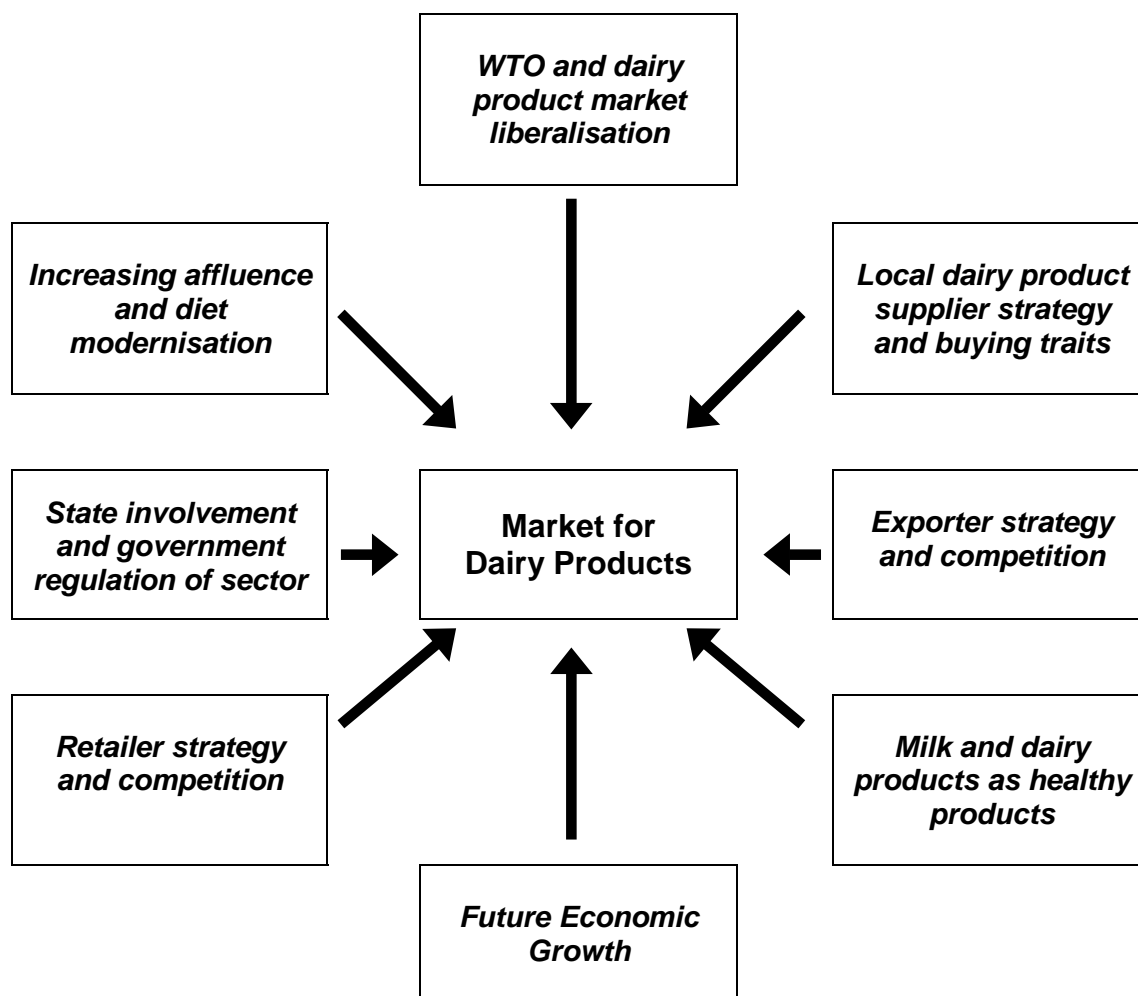 WTO and dairy
product market
liberalisation
Increasing affluence
and diet
modernisation
Local dairy product
supplier strategy
and buying traits
State involvement
and government
regulation of sector
Market for
Dairy Products
Exporter strategy
and competition
Retailer strategy
and competition
Milk and dairy
products as healthy
products
Future Economic
Growth